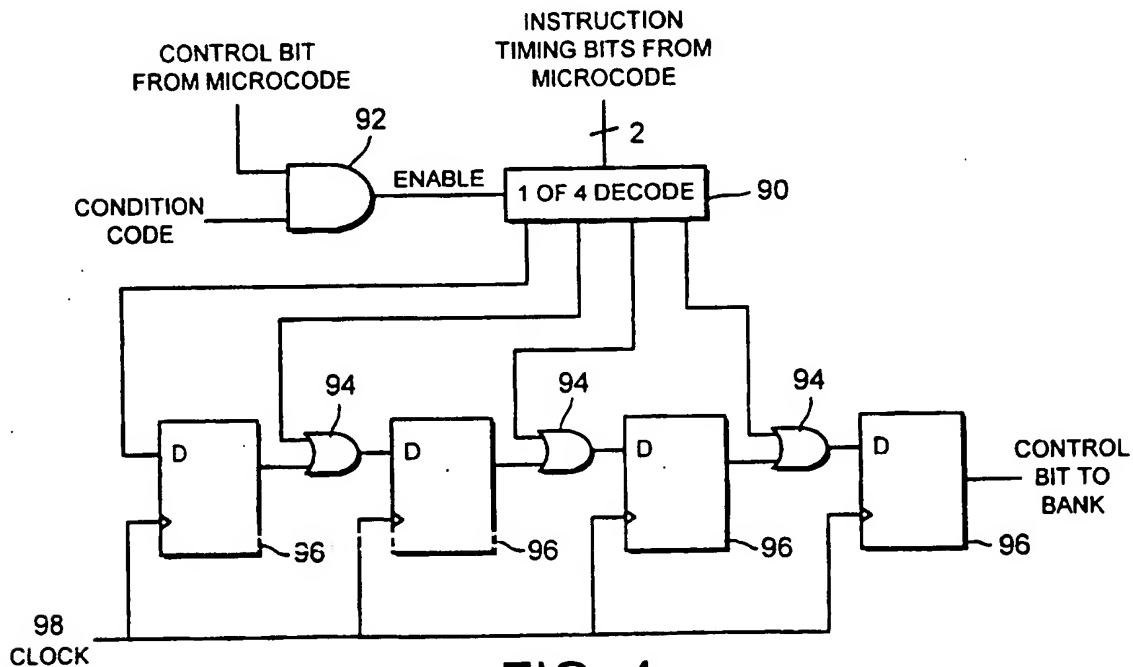 INSTRUCTION
TIMING BITS FROM
MICROCODE
CONTROL BIT
FROM MICROCODE
92
2
ENABLE
1 OF 4 DECODE
90
CONDITION
CODE
94
94
94
D
D
D
D
CONTROL
BIT TO
BANK
96
96
96
96
98
CLOCK